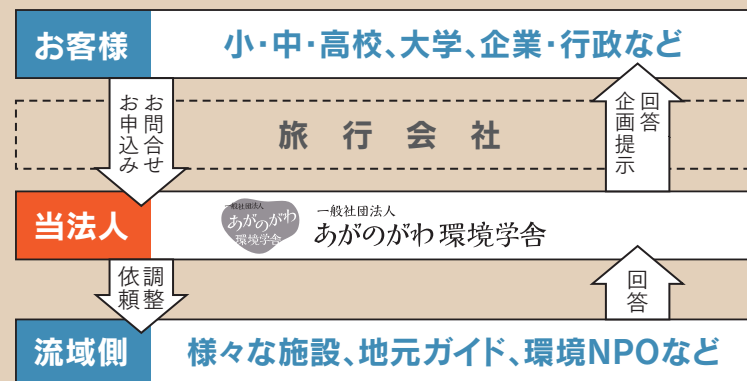 お客様
小・中・高校、大学、企業・行政など
お問合せ
お申込み
回答
企画提示
旅行会社
当法人
一般社団法人
あがのがわ
環境学舎
一般社団法人
あがのがわ環境学舎
調整
依頼
回答
流域側
様々な施設、地元ガイド、環境NPOなど